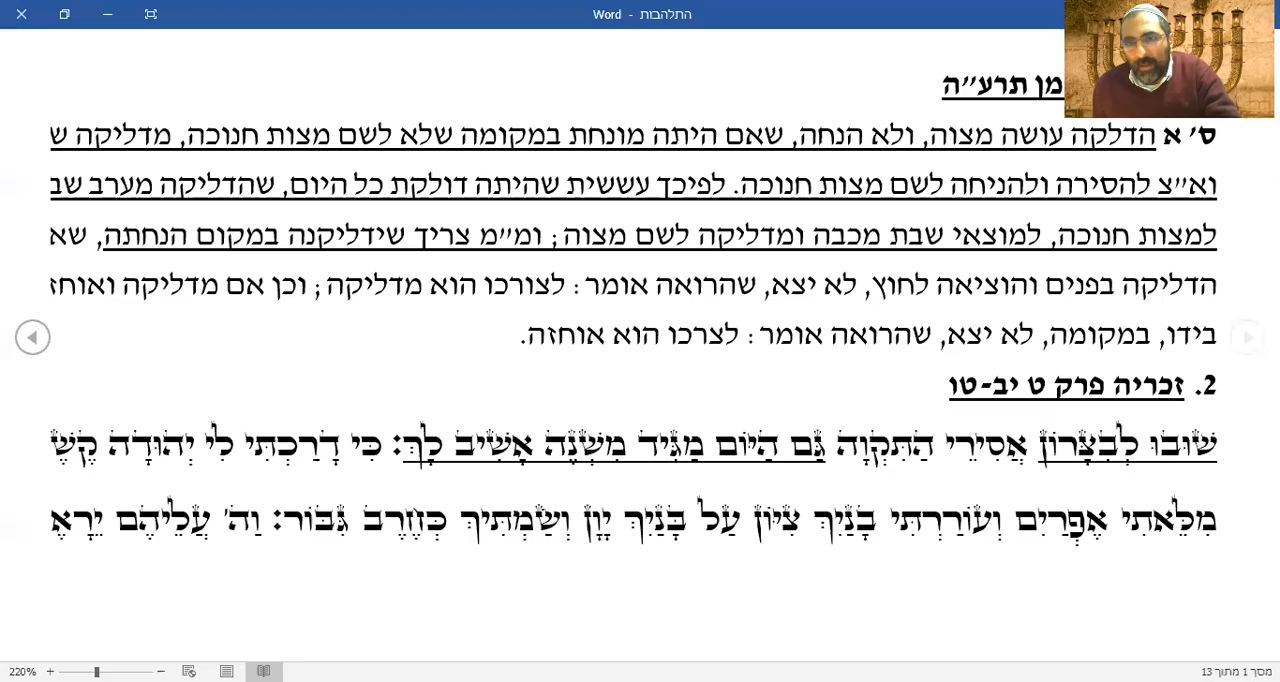 התלהבות - Word
מן תרע״ה
ס׳ א הדלקה עושה מצוה, ולא הנחה, שאם היתה מונחת במקומה שלא לשם מצות חנוכה, מדליקה ש
וא״צ להסירה ולהניחה לשם מצות חנוכה. לפיכך עששית שהיתה דולקת כל היום, שהדליקה מערב שב
למצות חנוכה, למוצאי שבת מכבה ומדליקה לשם מצוה; ומ״מ צריך שידליקנה במקום הנחתה, שא
הדליקה בפנים והוציאה לחוץ, לא יצא, שהרואה אומר: לצורכו הוא מדליקה; וכן אם מדליקה ואוחז
בידו, במקומה, לא יצא, שהרואה אומר: לצרכו הוא אוחזה.
2. זכריה פרק ט יב-טו
שׁוּבוּ לְבִצָּרוֹן אֲסִירֵי הַתִּקְוָה גַּם הַיּוֹם מַגִּיד מִשְׁנֶה אָשִׁיב לָךְ: כִּי דָרַכְתִּי לִי יְהוּדָה קֶשֶׁ
מִלֵּאתִי אֶפְרַיִם וְעוֹרַרְתִּי בָנַיִךְ צִיּוֹן עַל בָּנַיִךְ יָוָן וְשַׂמְתִּיךְ כְּחֶרֶב גִּבּוֹר: וַה׳ עֲלֵיהֶם יֵרָאֶ
מסך 1 מתוך 13
220%